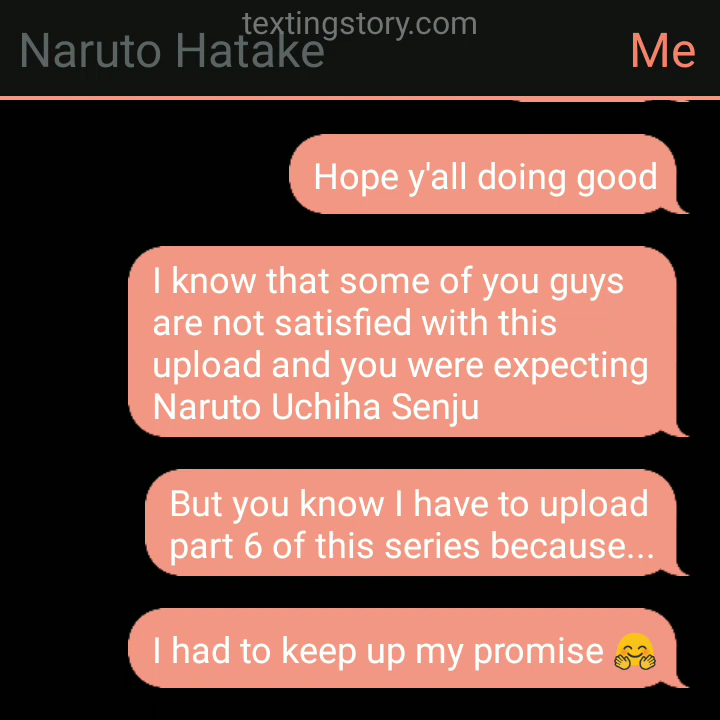 textingstory.com
Naruto Hatake
Me
Hope y'all doing good
I know that some of you guys
are not satisfied with this
upload and you were expecting
Naruto Uchiha Senju
But you know I have to upload
part 6 of this series because...
I had to keep up my promise 🤗